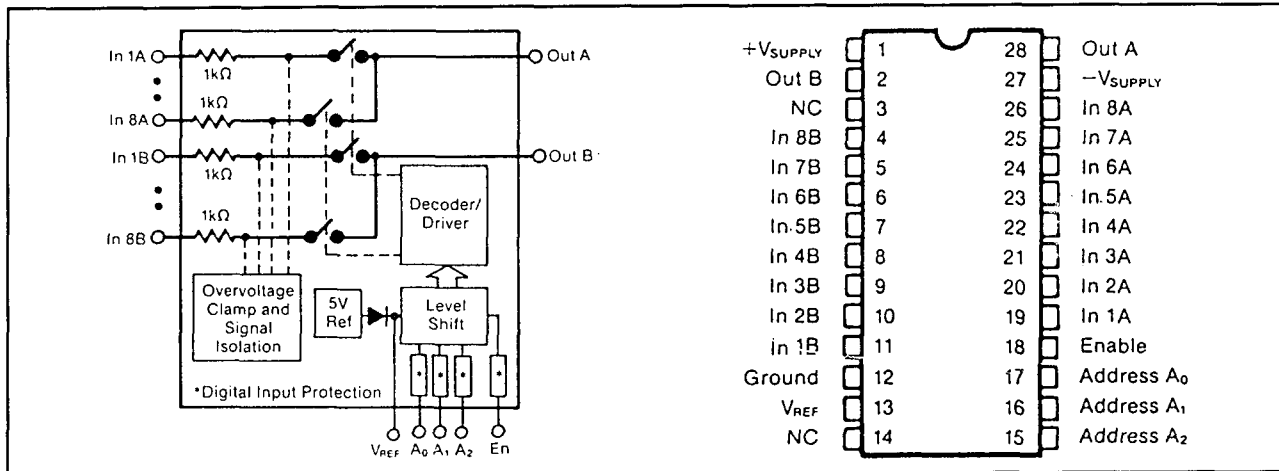 In 1A
1kΩ
Out A
In 8A
1kΩ
In 1B
1kΩ
Out B
In 8B
1kΩ
Decoder/
Driver
Overvoltage
Clamp and
Signal
Isolation
5V
Ref
Level
Shift
* * * *
*Digital Input Protection
VREF A0 A1 A2 En
+VSUPPLY 1 28 Out A
Out B 2 27 −VSUPPLY
NC 3 26 In 8A
In 8B 4 25 In 7A
In 7B 5 24 In 6A
In 6B 6 23 In 5A
In 5B 7 22 In 4A
In 4B 8 21 In 3A
In 3B 9 20 In 2A
In 2B 10 19 In 1A
In 1B 11 18 Enable
Ground 12 17 Address A0
VREF 13 16 Address A1
NC 14 15 Address A2